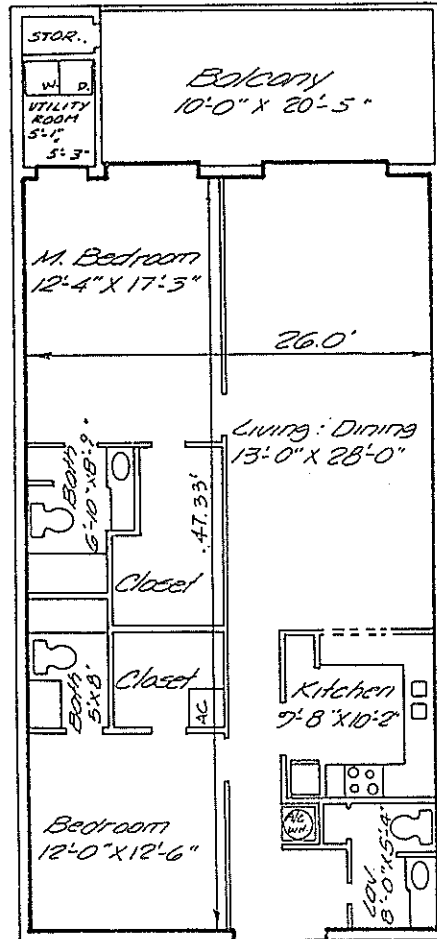 STOR..
W. D.
UTILITY
ROOM
5'-1"
5'-3"
Balcony
10'-0" X 20'-5"
M. Bedroom
12'-4" X 17'-3"
26.0'
Living : Dining
13'-0" X 28'-0"
Bath
6'-10" X 8'-9"
47.33'
Closet
Bath
5' X 8'
Closet
AC
Kitchen
9'-8" X 10'-2"
Bedroom
12'-0" X 12'-6"
A/C
WH
LAV.
8'-0" X 5'-4"